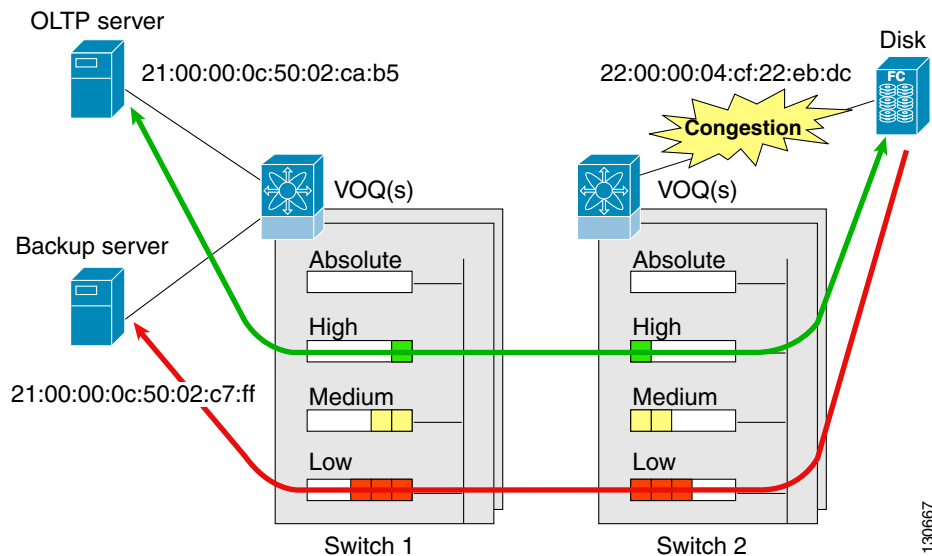 OLTP server
21:00:00:0c:50:02:ca:b5
22:00:00:04:cf:22:eb:dc
Disk
FC
Congestion
VOQ(s)
VOQ(s)
Backup server
21:00:00:0c:50:02:c7:ff
Absolute
High
Medium
Low
Switch 1
Absolute
High
Medium
Low
Switch 2
130667